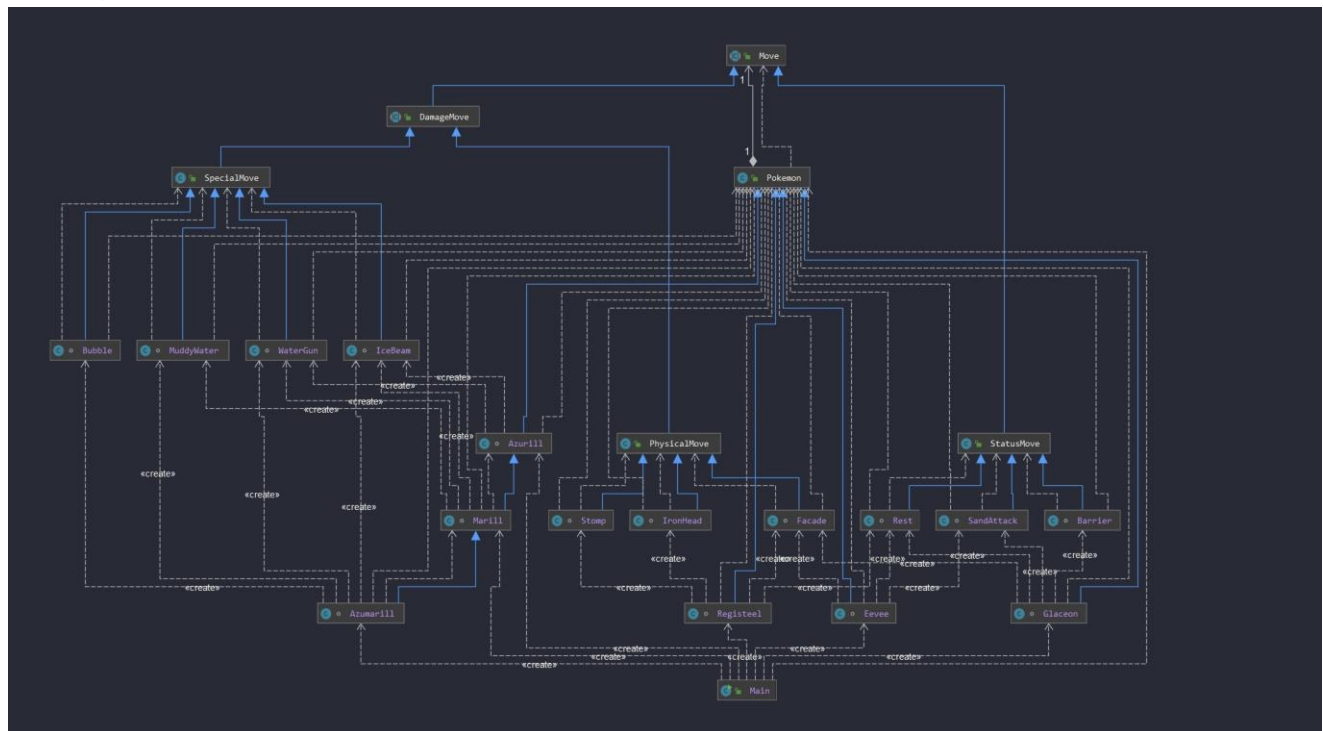 Move
1
DamageMove
1
SpecialMove
Pokemon
Bubble
MuddyWater
WaterGun
IceBeam
«create»
«create»
«create»
«create»
«create»
Azurill
PhysicalMove
StatusMove
«create»
«create»
Marill
Stomp
IronHead
Facade
Rest
SandAttack
Barrier
«create»
«create»
«create»
«create»
«create»
«create»
«create»
«create»
«create»
Azumarill
Registeel
Eevee
Glaceon
«create»
«create»
«create»
«create»
«create»
«create»
Main